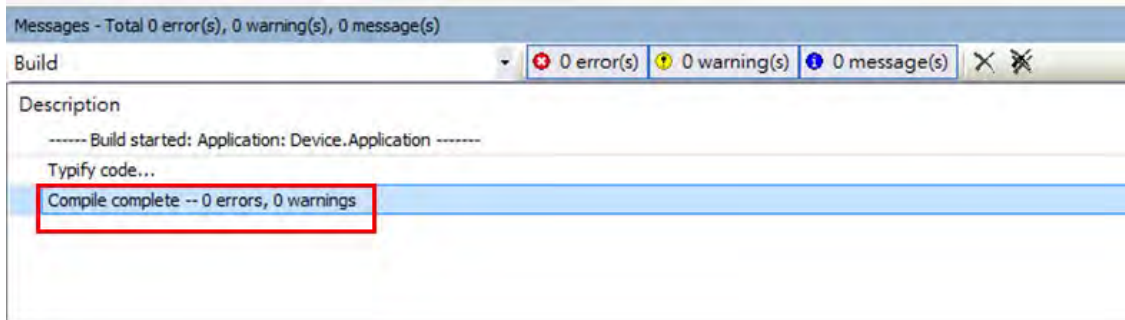 Messages - Total 0 error(s), 0 warning(s), 0 message(s)
Build 0 error(s) 0 warning(s) 0 message(s)
Description
------ Build started: Application: Device.Application -------
Typify code...
Compile complete -- 0 errors, 0 warnings